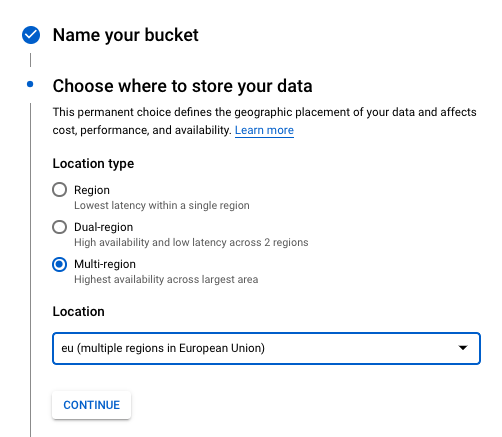 Name your bucket
Choose where to store your data
This permanent choice defines the geographic placement of your data and affects
cost, performance, and availability. Learn more
Location type
Region
Lowest latency within a single region
Dual-region
High availability and low latency across 2 regions
Multi-region
Highest availability across largest area
Location
eu (multiple regions in European Union)
CONTINUE